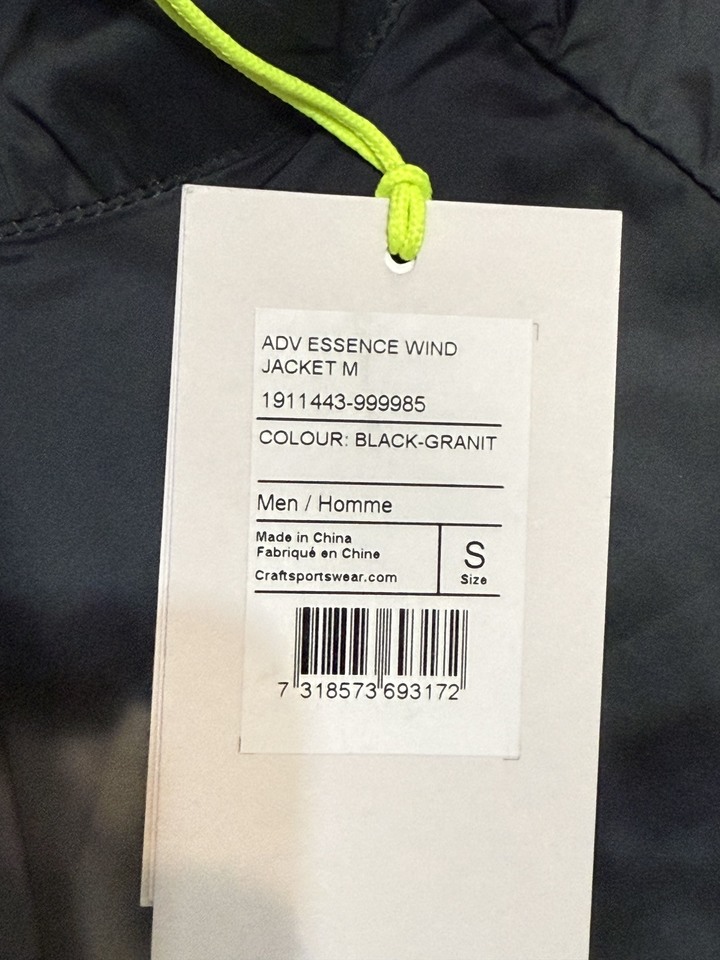 ADV ESSENCE WIND
JACKET M
1911443-999985
COLOUR: BLACK-GRANIT
Men / Homme
Made in China
Fabriqué en Chine
Craftsportswear.com
S
Size
7 318573 693172